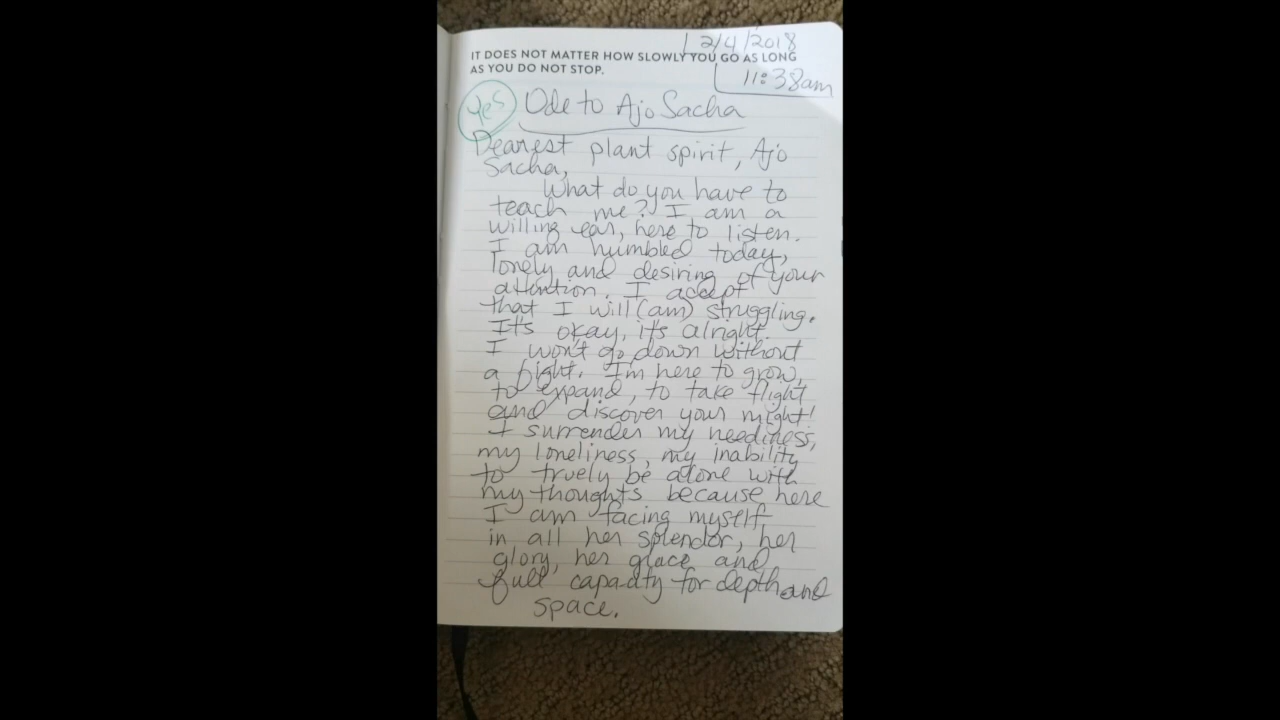 12/4/2018
IT DOES NOT MATTER HOW SLOWLY YOU GO AS LONG
AS YOU DO NOT STOP.
11:38am
Yes
Ode to Ajo Sacha
Dearest plant spirit, Ajo
Sacha,
What do you have to
teach me? I am a
willing ear, here to listen.
I am humbled today,
lonely and desiring of your
attention. I accept
that I will (am) struggling.
It's okay, it's alright.
I won't go down without
a fight. I'm here to grow,
to expand, to take flight
and discover your might!
I surrender my neediness,
my loneliness, my inability
to truely be alone with
my thoughts because here
I am facing myself
in all her splendor, her
glory, her grace and
full capacity for depth and
space.